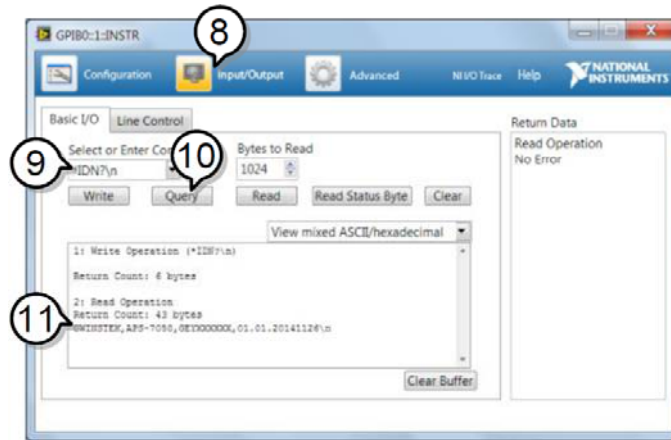 GPIB0::1::INSTR
8
Configuration Input/Output Advanced NI I/O Trace Help NATIONAL INSTRUMENTS
Basic I/O Line Control
Return Data
9
Select or Enter Co
10
Bytes to Read
*IDN?\n
1024
Read Operation
No Error
Write Query Read Read Status Byte Clear
View mixed ASCII/hexadecimal
1: Write Operation (*IDN?\n)
Return Count: 6 bytes
2: Read Operation
Return Count: 43 bytes
11
GWINSTEK,APS-7050,GEYXXXXXX,01.01.20141126\n
Clear Buffer